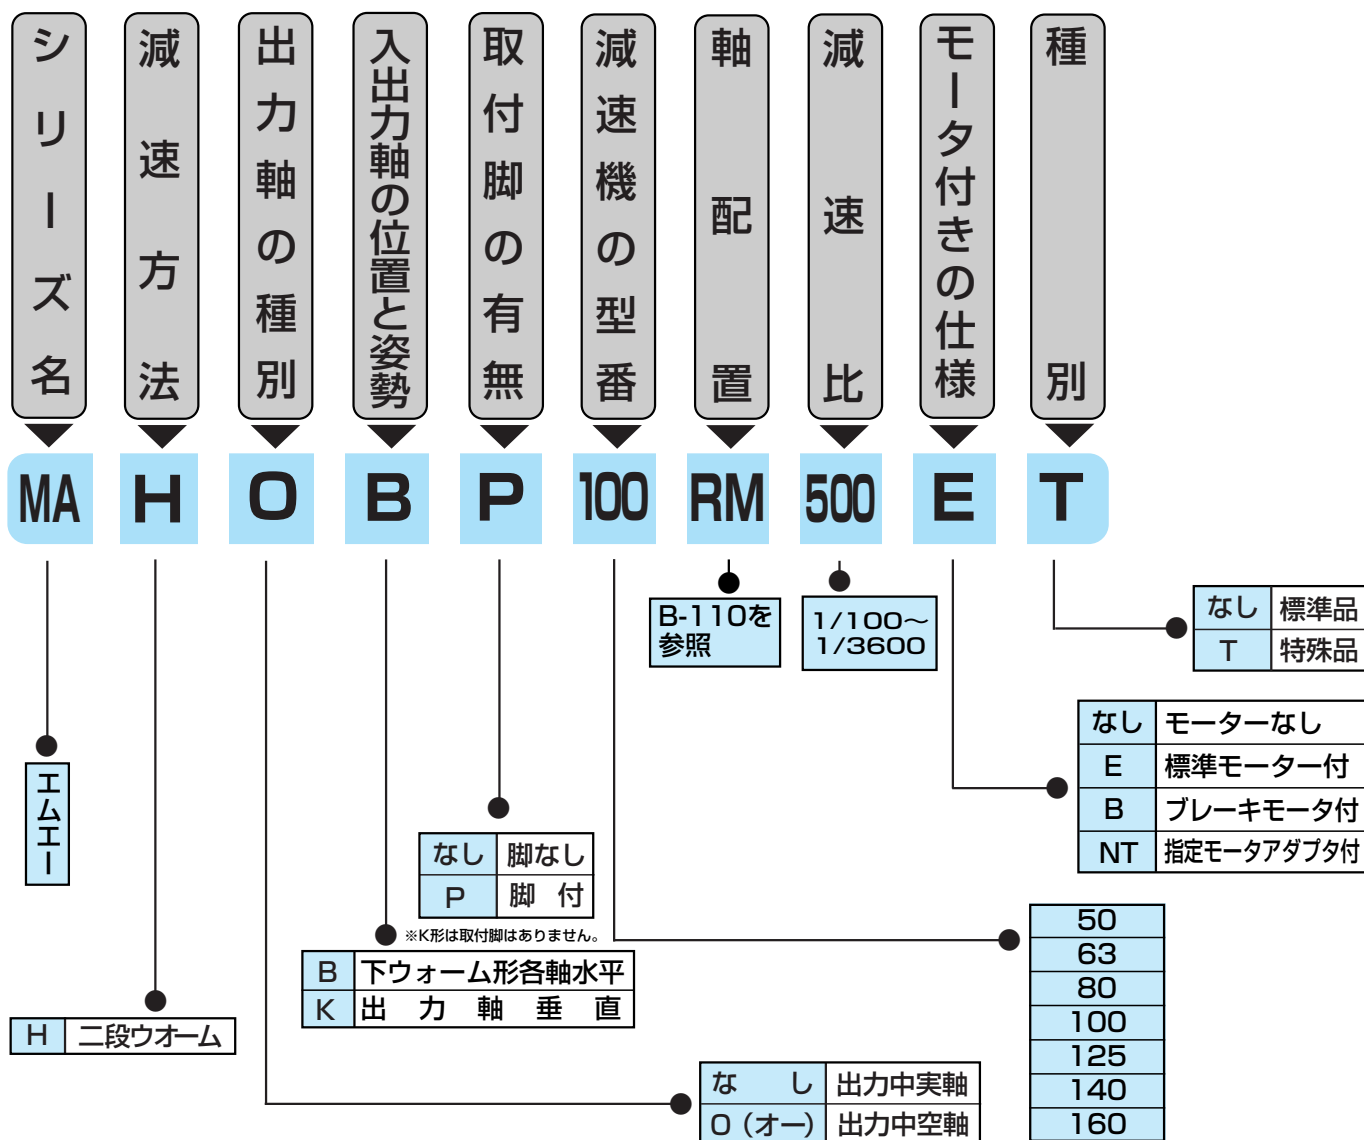 シリーズ名
減速方法
出力軸の種別
入出力軸の位置と姿勢
取付脚の有無
減速機の型番
軸配置
減速比
モータ付きの仕様
種別
MA H O B P 100 RM 500 E T
B-110を
参照
1/100～
1/3600
なし 標準品
T 特殊品
なし モーターなし
E 標準モーター付
B ブレーキモータ付
NT 指定モータアダプタ付
エムエー
なし 脚なし
P 脚 付
※K形は取付脚はありません。
B 下ウォーム形各軸水平
K 出力軸垂直
H 二段ウオーム
50
63
80
100
125
140
160
なし 出力中実軸
O（オー） 出力中空軸